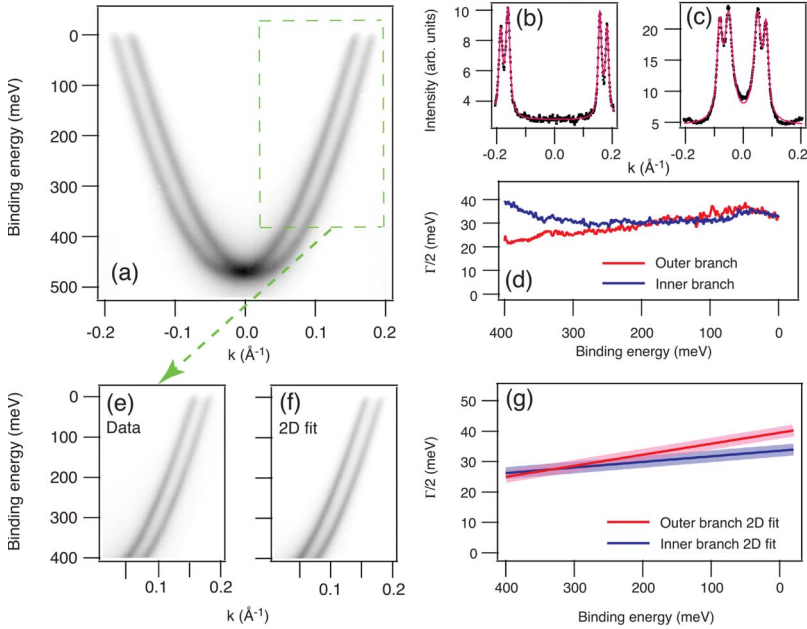 (a)
Binding energy (meV)
0
100
200
300
400
500
-0.2
-0.1
0.0
0.1
0.2
k (Å-1)
(b)
Intensity (arb. units)
10
8
6
4
-0.2
0.0
0.2
k (Å-1)
(c)
20
15
10
5
-0.2
0.0
0.2
(d)
Γ/2 (meV)
40
30
20
10
0
Outer branch
Inner branch
400
300
200
100
0
Binding energy (meV)
(e)
Data
Binding energy (meV)
0
100
200
300
400
0.1
0.2
k (Å-1)
(f)
2D fit
0.1
0.2
(g)
Γ/2 (meV)
50
40
30
20
10
0
Outer branch 2D fit
Inner branch 2D fit
400
300
200
100
0
Binding energy (meV)